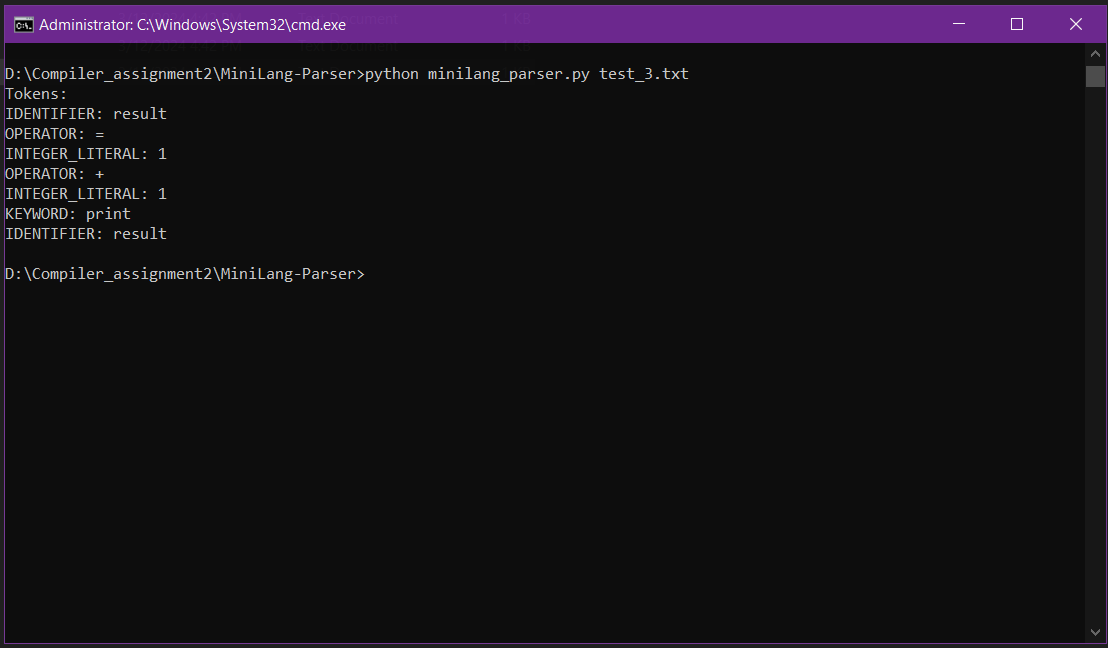 Administrator: C:\Windows\System32\cmd.exe
D:\Compiler_assignment2\MiniLang-Parser>python minilang_parser.py test_3.txt
Tokens:
IDENTIFIER: result
OPERATOR: =
INTEGER_LITERAL: 1
OPERATOR: +
INTEGER_LITERAL: 1
KEYWORD: print
IDENTIFIER: result
D:\Compiler_assignment2\MiniLang-Parser>